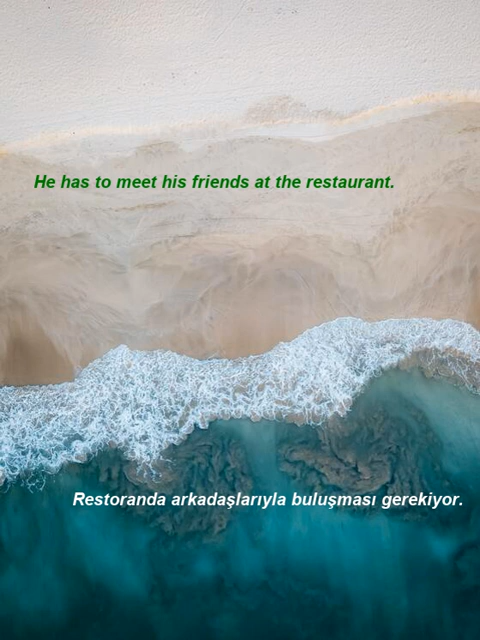 He has to meet his friends at the restaurant.
Restoranda arkadaşlarıyla buluşması gerekiyor.